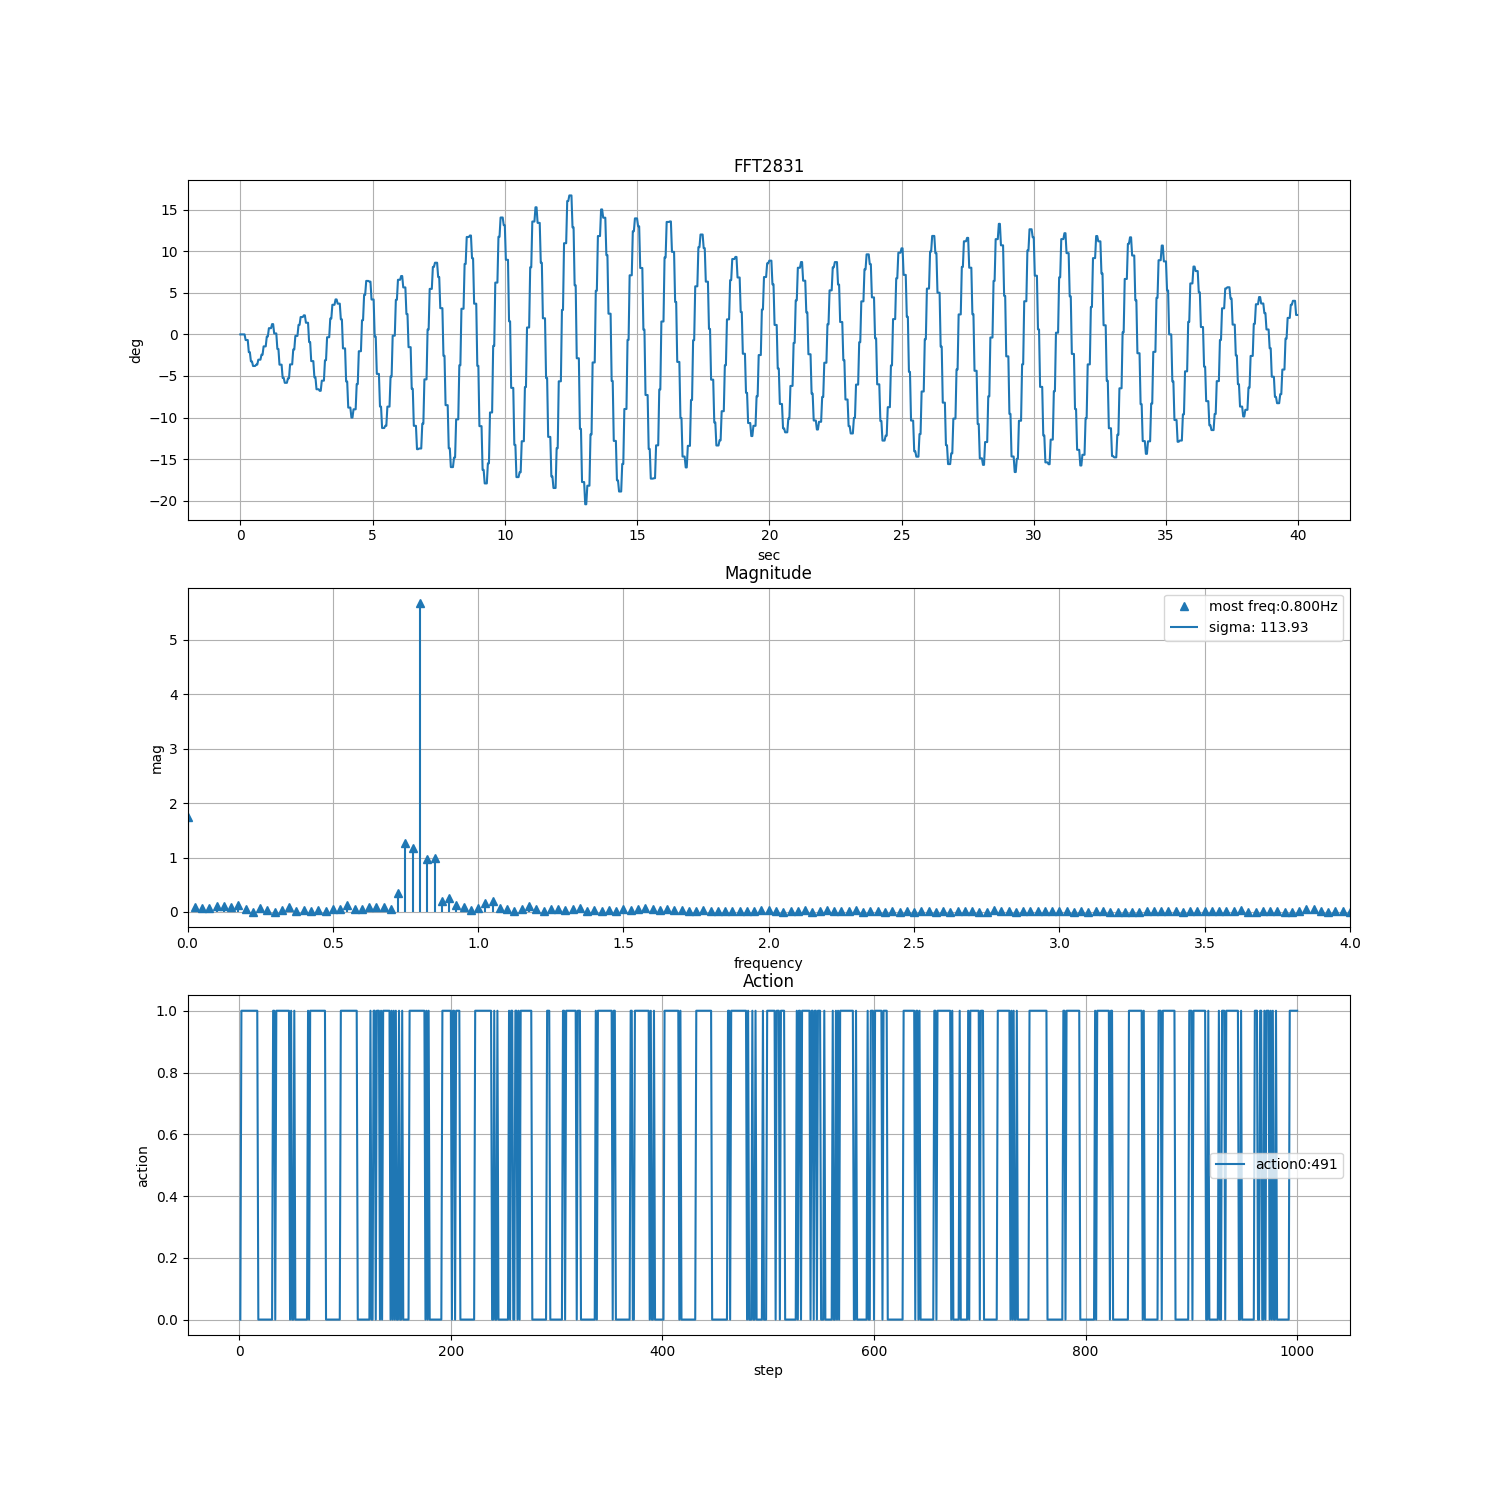 FFT2831
15
10
5
0
−5
−10
−15
−20
deg
0 5 10 15 20 25 30 35 40
sec
Magnitude
most freq:0.800Hz
sigma: 113.93
5
4
3
2
1
0
mag
0.0 0.5 1.0 1.5 2.0 2.5 3.0 3.5 4.0
frequency
Action
1.0
0.8
0.6
0.4
0.2
0.0
action
action0:491
0 200 400 600 800 1000
step